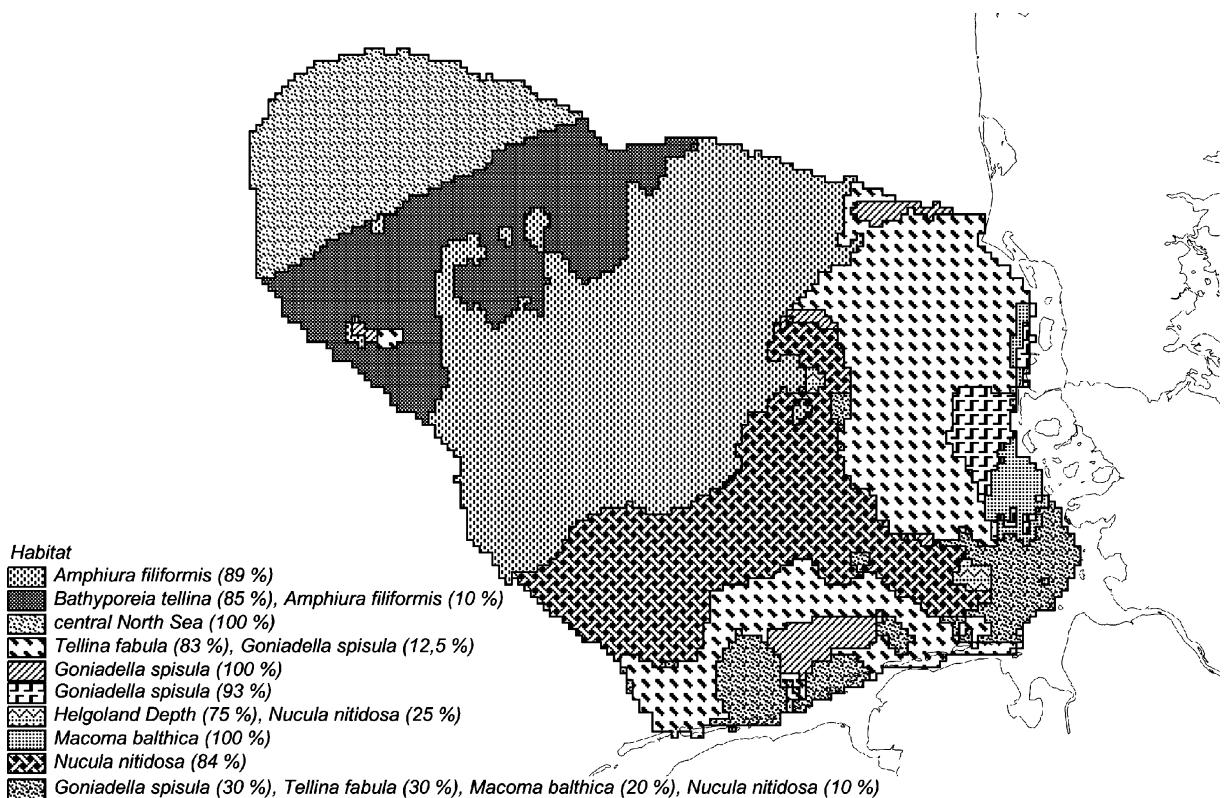 Habitat
Amphiura filiformis (89 %)
Bathyporeia tellina (85 %), Amphiura filiformis (10 %)
central North Sea (100 %)
Tellina fabula (83 %), Goniadella spisula (12,5 %)
Goniadella spisula (100 %)
Goniadella spisula (93 %)
Helgoland Depth (75 %), Nucula nitidosa (25 %)
Macoma balthica (100 %)
Nucula nitidosa (84 %)
Goniadella spisula (30 %), Tellina fabula (30 %), Macoma balthica (20 %), Nucula nitidosa (10 %)